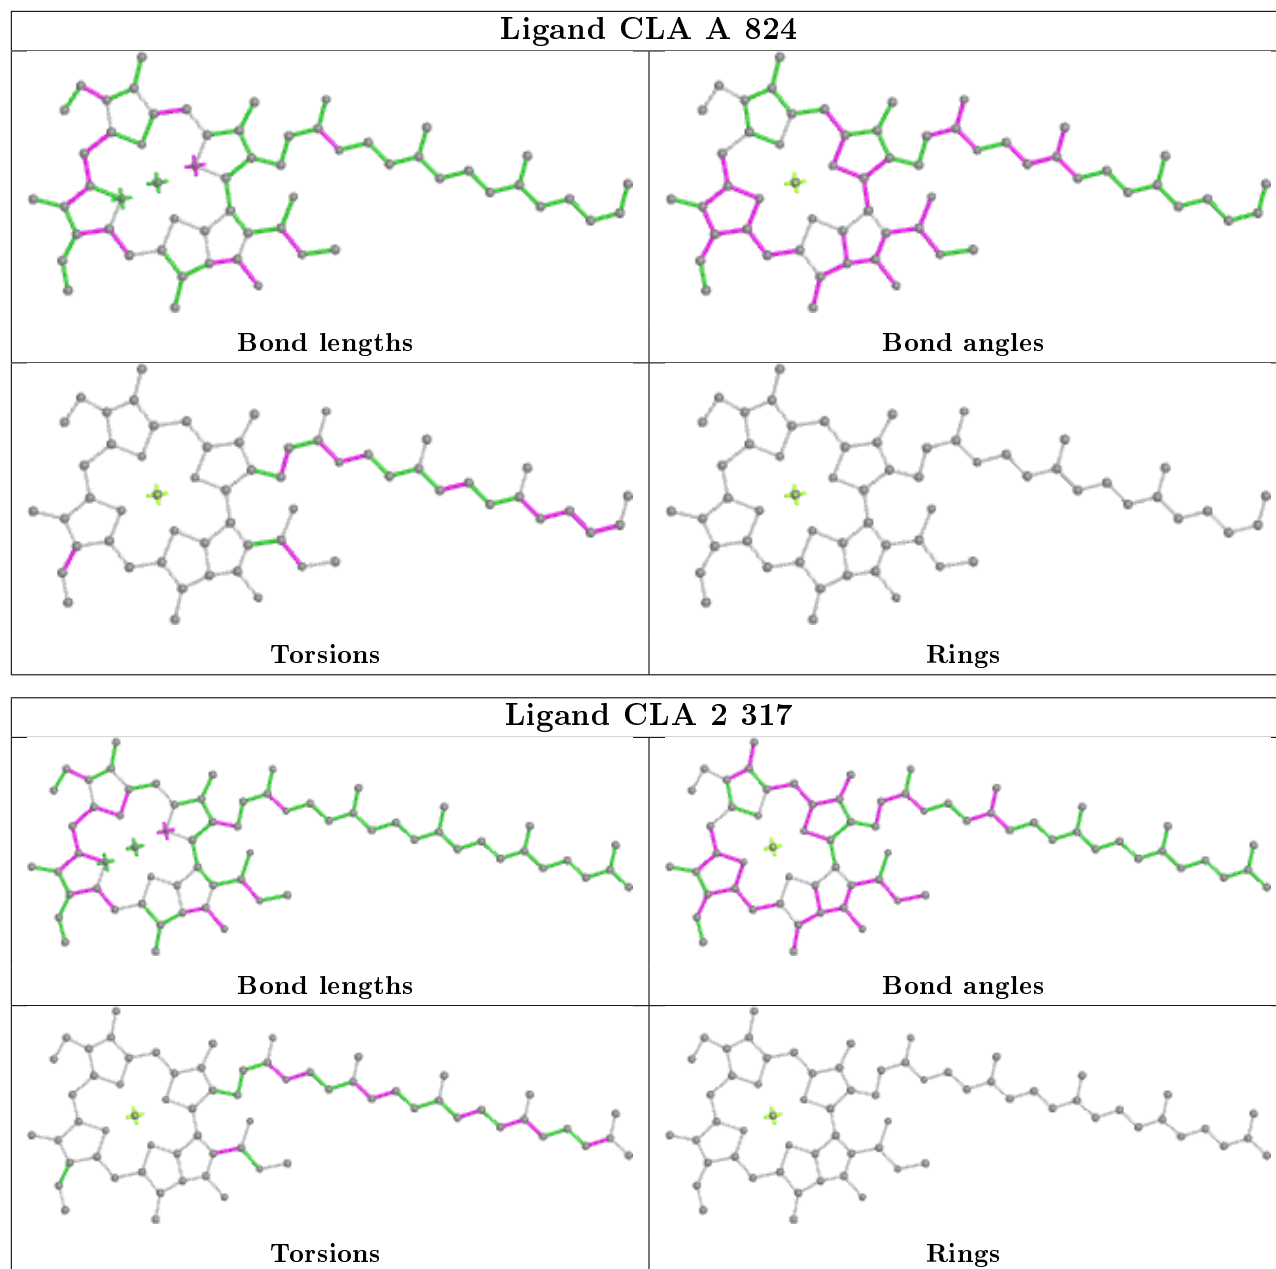 Ligand CLA A 824
Bond lengths
Bond angles
Torsions
Rings
Ligand CLA 2 317
Bond lengths
Bond angles
Torsions
Rings